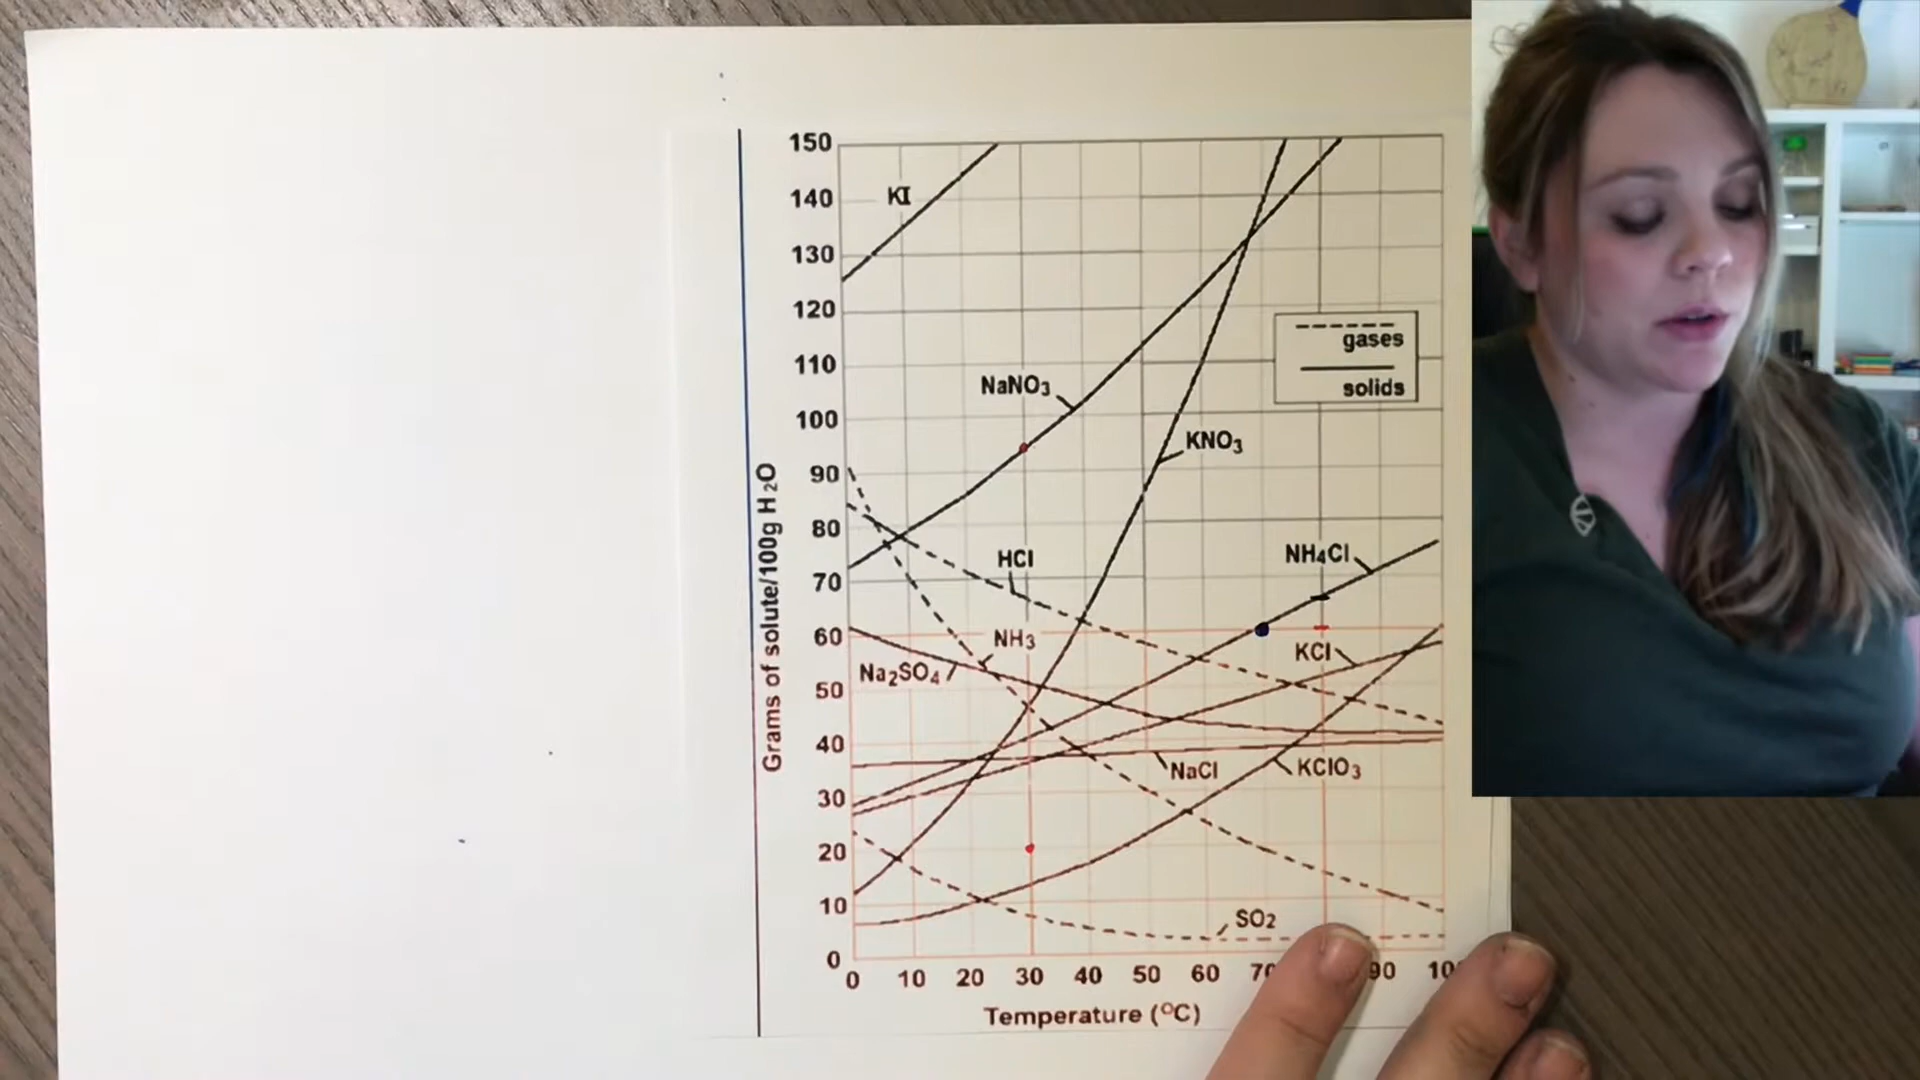 150
140
130
120
110
100
90
80
70
60
50
40
30
20
10
0
Grams of solute/100g H2O
KI
gases
solids
NaNO3
KNO3
HCl
NH4Cl
NH3
KCl
Na2SO4
NaCl
KClO3
SO2
0 10 20 30 40 50 60 90
Temperature (°C)